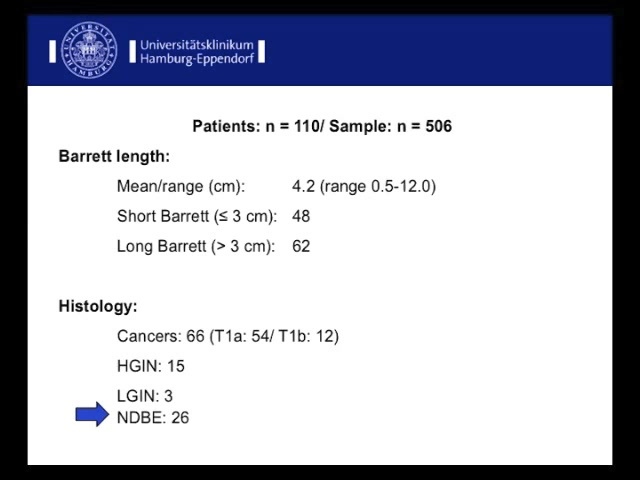 UNIVERSITÄTS
HAMBURG
Universitätsklinikum
Hamburg-Eppendorf
Patients: n = 110/ Sample: n = 506
Barrett length:
Mean/range (cm): 4.2 (range 0.5-12.0)
Short Barrett (≤ 3 cm): 48
Long Barrett (> 3 cm): 62
Histology:
Cancers: 66 (T1a: 54/ T1b: 12)
HGIN: 15
LGIN: 3
NDBE: 26